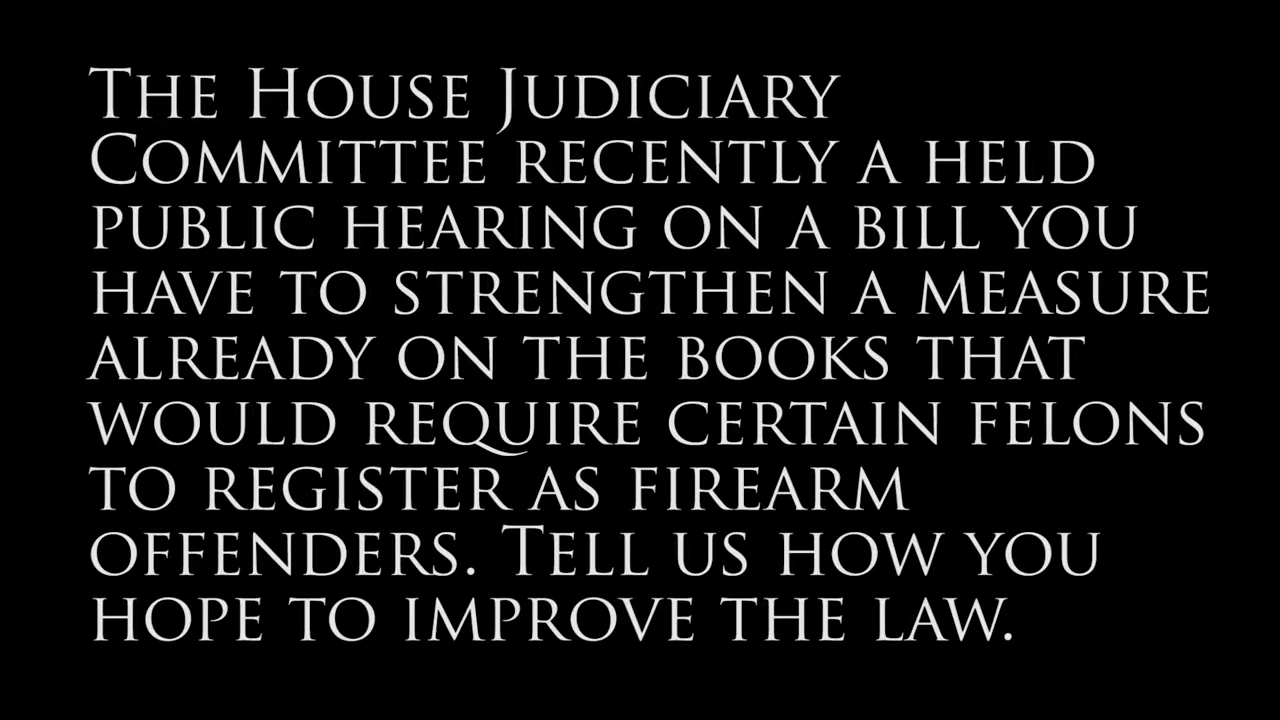 The House Judiciary
Committee recently a held
public hearing on a bill you
have to strengthen a measure
already on the books that
would require certain felons
to register as firearm
offenders. Tell us how you
hope to improve the law.